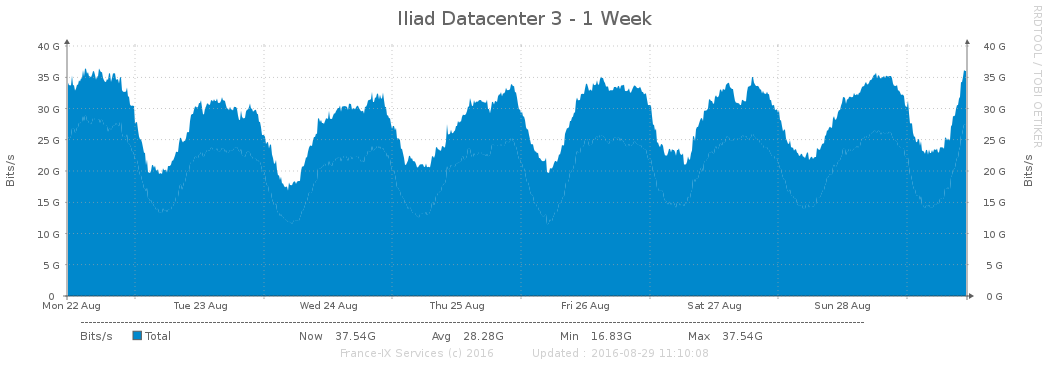 Iliad Datacenter 3 - 1 Week
RRDTOOL / TOBI OETIKER
40 G 40 G
35 G 35 G
30 G 30 G
25 G 25 G
20 G 20 G
15 G 15 G
10 G 10 G
5 G 5 G
0 0 G
Bits/s Bits/s
Mon 22 Aug Tue 23 Aug Wed 24 Aug Thu 25 Aug Fri 26 Aug Sat 27 Aug Sun 28 Aug
Bits/s Total Now 37.54G Avg 28.28G Min 16.83G Max 37.54G
France-IX Services (c) 2016 Updated : 2016-08-29 11:10:08